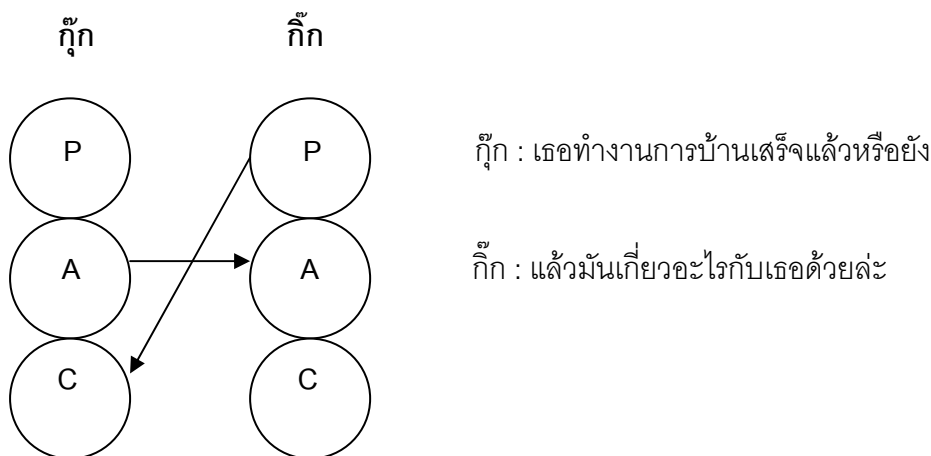 กุ๊ก กิ๊ก
P P
กุ๊ก : เธอทำงานการบ้านเสร็จแล้วหรือยัง
A A
กิ๊ก : แล้วมันเกี่ยวอะไรกับเธอด้วยล่ะ
C C